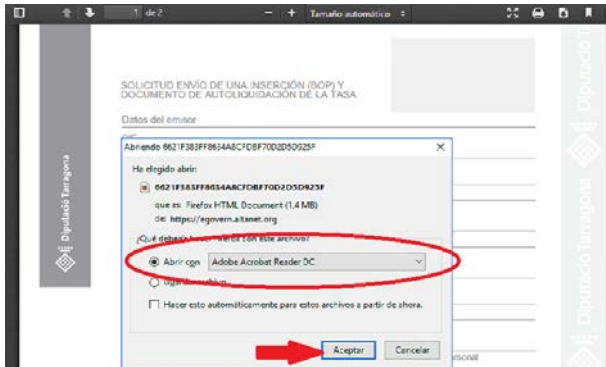 1 de 2
Tamaño automático
SOLICITUD ENVÍO DE UNA INSERCIÓN (BOP) Y
DOCUMENTO DE AUTOLIQUIDACIÓN DE LA TASA
Datos del emisor
Diputació Tarragona
Diputació Tarragona
Diputació Tarragona
Abriendo 6621F383FF8634A8CFDBF70D2D5D925F
Ha elegido abrir:
6621F383FF8634A8CFDBF70D2D5D925F
que es: Firefox HTML Document (1,4 MB)
de: https://egovern.altanet.org
¿Qué debería hacer Firefox con este archivo?
Abrir con Adobe Acrobat Reader DC
archivo
Hacer esto automáticamente para estos archivos a partir de ahora.
Aceptar Cancelar